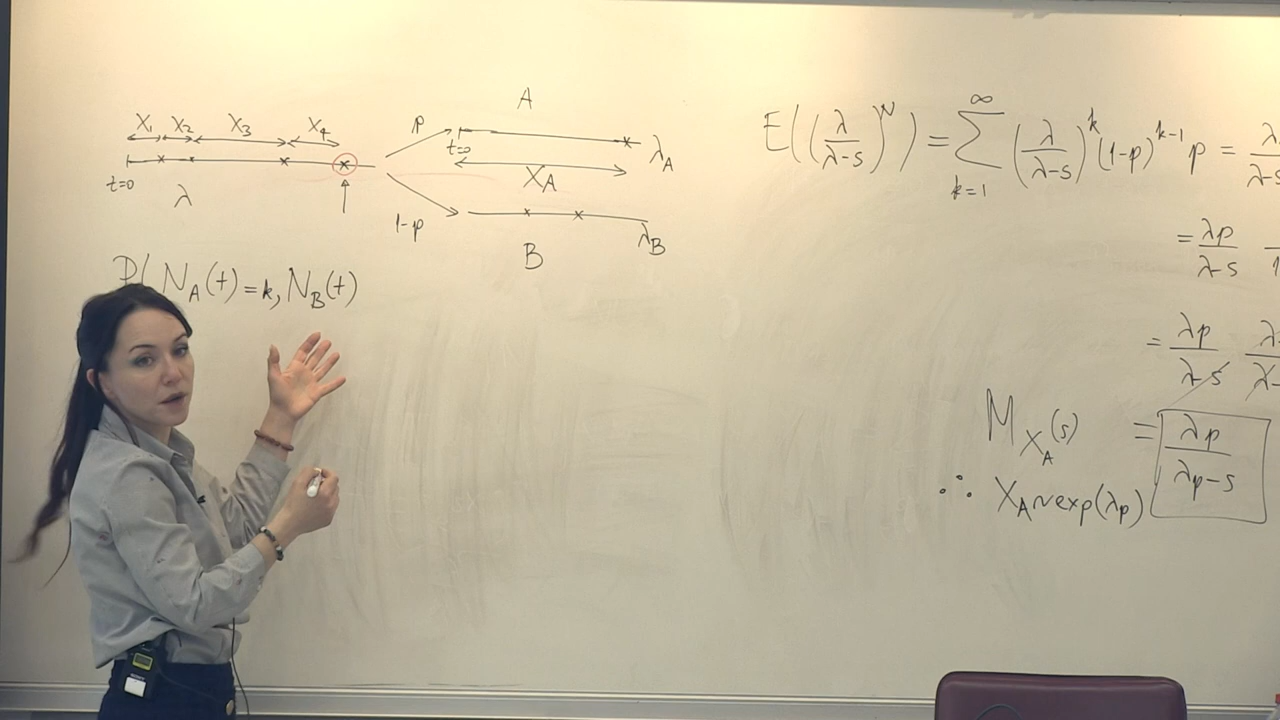 X₁ X₂ X₃ X₄
t=0
λ
p
1-p
A
t=0
λ_A
X_A
λ_B
B
P( N_A(t) = k, N_B(t)
E((λ/(λ-s))^N) = ∑_{k=1}^{∞} (λ/(λ-s))^k (1-p)^{k-1} p =
= λp/(λ-s)
= λp/(λ-s)
M_{X_A}(s) = λp/(λp-s)
∴ X_A ~ exp(λp)